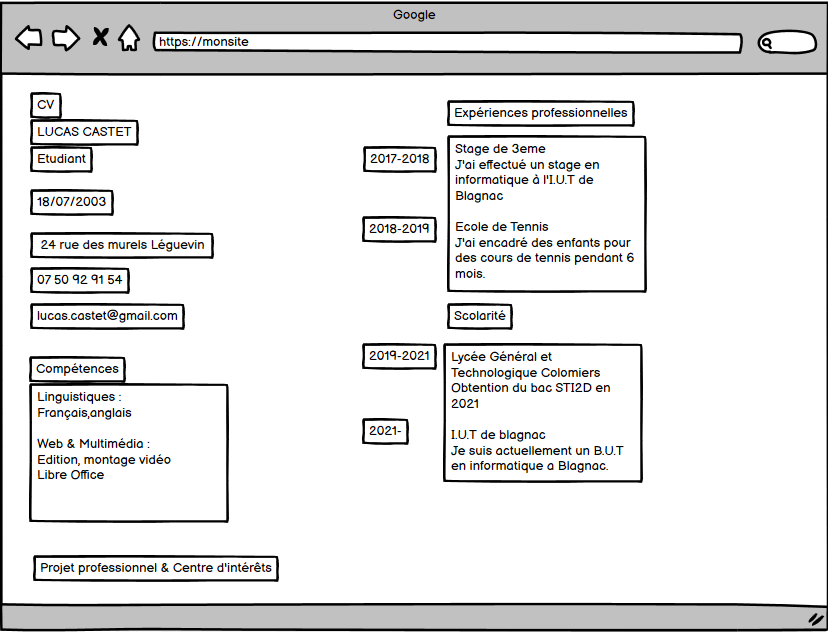 Google
https://monsite
CV
LUCAS CASTET
Etudiant
18/07/2003
24 rue des murels Léguevin
07 50 92 91 54
lucas.castet@gmail.com
Compétences
Linguistiques :
Français,anglais
Web & Multimédia :
Edition, montage vidéo
Libre Office
Projet professionnel & Centre d'intérêts
Expériences professionnelles
2017-2018
Stage de 3eme
J'ai effectué un stage en
informatique à l'I.U.T de
Blagnac
2018-2019
Ecole de Tennis
J'ai encadré des enfants pour
des cours de tennis pendant 6
mois.
Scolarité
2019-2021
Lycée Général et
Technologique Colomiers
Obtention du bac STI2D en
2021
2021-
I.U.T de blagnac
Je suis actuellement un B.U.T
en informatique a Blagnac.